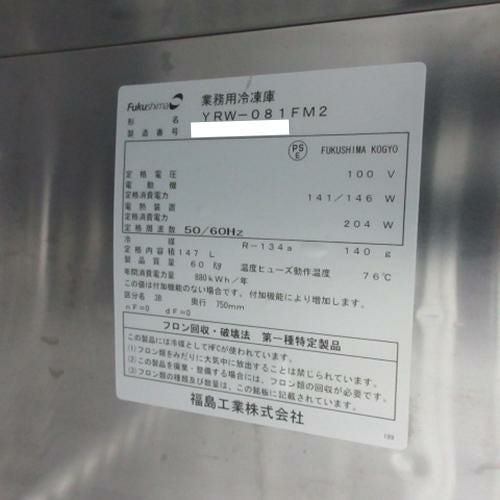 Fukushima 業務用冷凍庫
形名 YRW-081FM2
製造番号
PSE FUKUSHIMA KOGYO
定格電圧 100 V
電動機
定格消費電力 141/146 W
電熱装置
定格消費電力 204 W
定格周波数 50/60Hz
冷媒 R-134a 140 g
定格内容積 147 L
製品質量 60 Kg 温度ヒューズ動作温度 76℃
年間消費電力量 880 kWh/年
この値は付加機能のない場合です。付加機能により増加します。
区分名 3B 奥行 750mm
nF=0 dF=0
フロン回収・破壊法 第一種特定製品
この製品には冷媒としてHFCが使われています。
(1)フロン類をみだりに大気中に放出することは禁じられています。
(2)この製品を廃棄・整備する場合には、フロン類の回収が必要です。
(3)フロン類の種類及び数量は、この銘板に記載されています。
福島工業株式会社